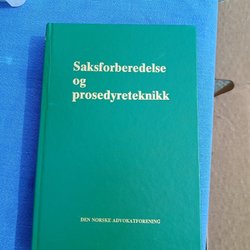 Saksforberedelse
og
prosedyreteknikk
DEN NORSKE ADVOKATFORENING